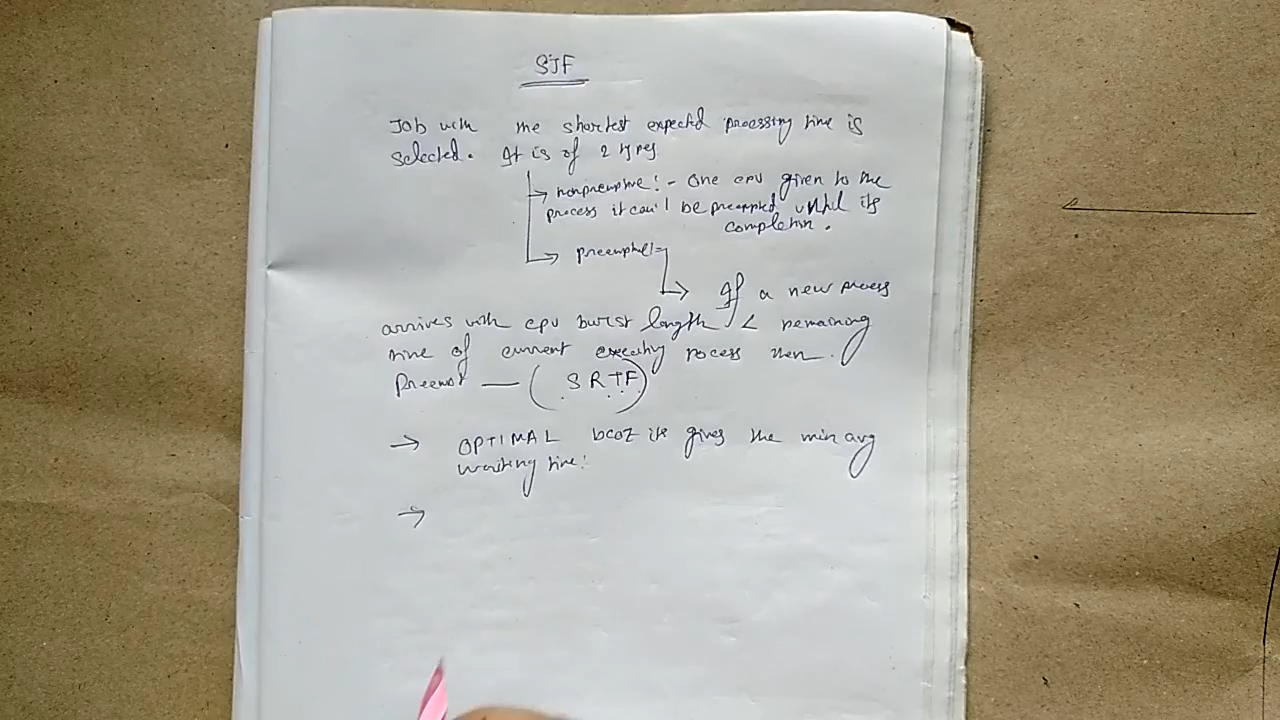 SJF
Job with the shortest expected processing time is
selected. It is of 2 types
→ nonpreemptive:- One cpu given to the
process it can't be preempted until its
completion.
→ preemptive:-
→ If a new process
arrives with cpu burst length < remaining
time of current executing process then.
Preempt — (SRTF)
→ OPTIMAL bcoz its gives the min avg
waiting time!
→